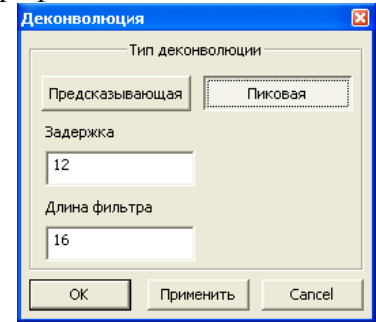 Деконволюция
Тип деконволюции
Предсказывающая Пиковая
Задержка
12
Длина фильтра
16
OK Применить Cancel